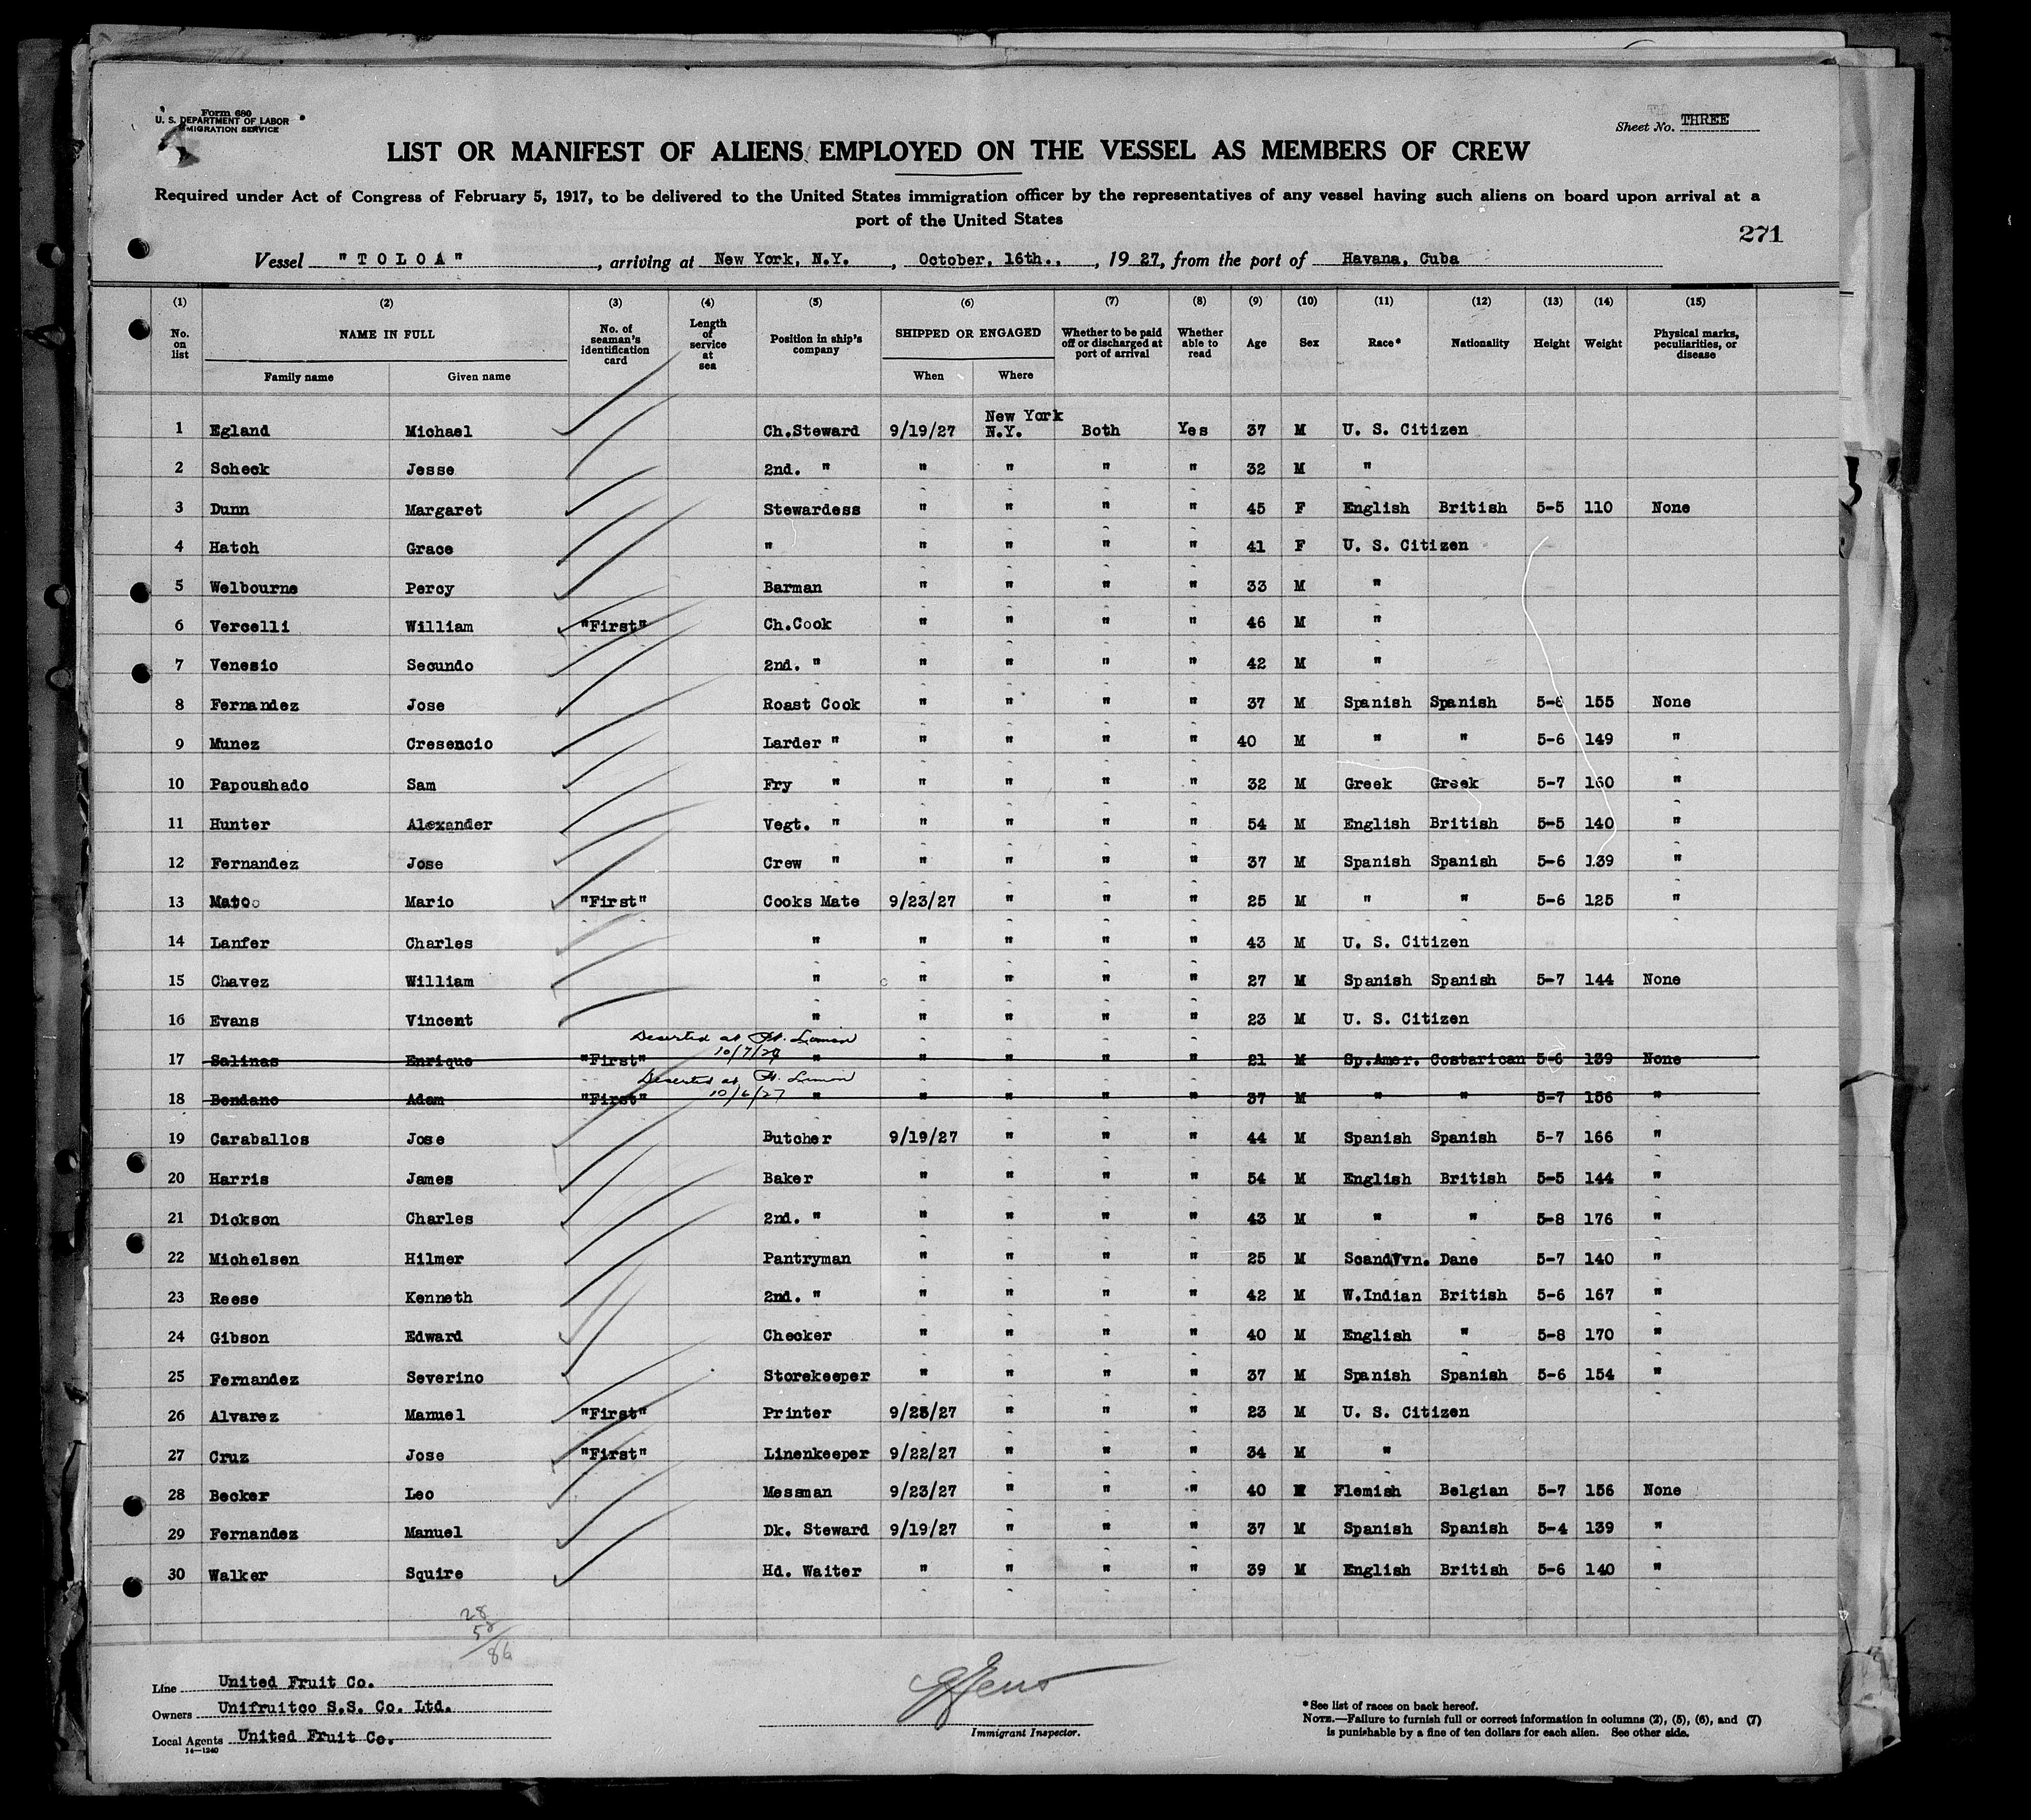 Form 680
U. S. DEPARTMENT OF LABOR
IMMIGRATION SERVICE
Sheet No. THREE
LIST OR MANIFEST OF ALIENS EMPLOYED ON THE VESSEL AS MEMBERS OF CREW
Required under Act of Congress of February 5, 1917, to be delivered to the United States immigration officer by the representatives of any vessel having such aliens on board upon arrival at a
port of the United States
271
Vessel "TOLOA", arriving at New York, N.Y., October, 16th., 1927, from the port of Havana, Cuba
(1) (2) (3) (4) (5) (6) (7) (8) (9) (10) (11) (12) (13) (14) (15)
No. on list NAME IN FULL No. of seaman's identification card Length of service at sea Position in ship's company SHIPPED OR ENGAGED Whether to be paid off or discharged at port of arrival Whether able to read Age Sex Race* Nationality Height Weight Physical marks, peculiarities, or disease
Family name Given name When Where
1 Egland Michael Ch.Steward 9/19/27 New York N.Y. Both Yes 37 M U. S. Citizen
2 Scheck Jesse 2nd. " " " " " 32 M "
3 Dunn Margaret Stewardess " " " " 45 F English British 5-5 110 None
4 Hatch Grace " " " " " 41 F U. S. Citizen
5 Welbourne Percy Barman " " " " 33 M "
6 Vercelli William "First" Ch.Cook " " " " 46 M "
7 Venesio Secundo 2nd. " " " " " 42 M "
8 Fernandez Jose Roast Cook " " " " 37 M Spanish Spanish 5-6 155 None
9 Munez Cresencio Larder " " " " " 40 M " " 5-6 149 "
10 Papoushado Sam Fry " " " " " 32 M Greek Greek 5-7 160 "
11 Hunter Alexander Vegt. " " " " " 54 M English British 5-5 140 "
12 Fernandez Jose Crew " " " " " 37 M Spanish Spanish 5-6 139 "
13 Mato Mario "First" Cooks Mate 9/23/27 " " " 25 M " " 5-6 125 "
14 Lanfer Charles " " " " " 43 M U. S. Citizen
15 Chavez William " " " " " 27 M Spanish Spanish 5-7 144 None
16 Evans Vincent " " " " " 23 M U. S. Citizen
Deserted at Pt. Limon
10/7/27
17 Salinas Enrique "First" " " " " " 21 M Sp.Amer. Costarican 5-6 139 None
Deserted at Pt. Limon
10/6/27
18 Bendano Adam "First" " " " " " 37 M " " 5-7 156 "
19 Caraballos Jose Butcher 9/19/27 " " " 44 M Spanish Spanish 5-7 166 "
20 Harris James Baker " " " " 54 M English British 5-5 144 "
21 Dickson Charles 2nd. " " " " " 43 M " " 5-8 176 "
22 Michelsen Hilmer Pantryman " " " " 25 M Scandvvn. Dane 5-7 140 "
23 Reese Kenneth 2nd. " " " " " 42 M W.Indian British 5-6 167 "
24 Gibson Edward Checker " " " " 40 M English " 5-8 170 "
25 Fernandez Severino Storekeeper " " " " 37 M Spanish Spanish 5-6 154 "
26 Alvarez Manuel "First" Printer 9/25/27 " " " 23 M U. S. Citizen
27 Cruz Jose "First" Linenkeeper 9/22/27 " " " 34 M "
28 Becker Leo Messman 9/23/27 " " " 40 M Flemish Belgian 5-7 156 None
29 Fernandez Manuel Dk. Steward 9/19/27 " " " 37 M Spanish Spanish 5-4 139 "
30 Walker Squire Hd. Waiter " " " " 39 M English British 5-6 140 "
28
58
86
Line United Fruit Co.
Owners Unifruitco S.S. Co. Ltd.
Local Agents United Fruit Co.
14—1240
Immigrant Inspector.
*See list of races on back hereof.
NOTE.—Failure to furnish full or correct information in columns (2), (5), (6), and (7)
is punishable by a fine of ten dollars for each alien. See other side.